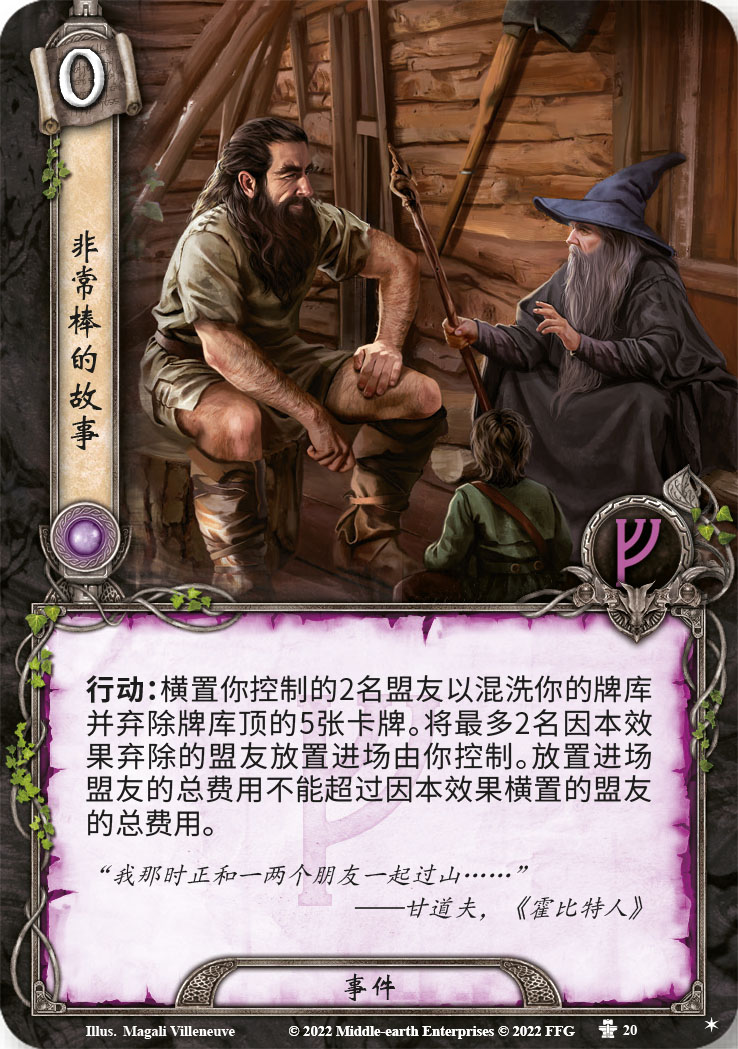 0
非常棒的故事
行动：横置你控制的2名盟友以混洗你的牌库
并弃除牌库顶的5张卡牌。将最多2名因本效
果弃除的盟友放置进场由你控制。放置进场
盟友的总费用不能超过因本效果横置的盟友
的总费用。
“我那时正和一两个朋友一起过山……”
——甘道夫，《霍比特人》
事件
Illus. Magali Villeneuve © 2022 Middle-earth Enterprises © 2022 FFG 20